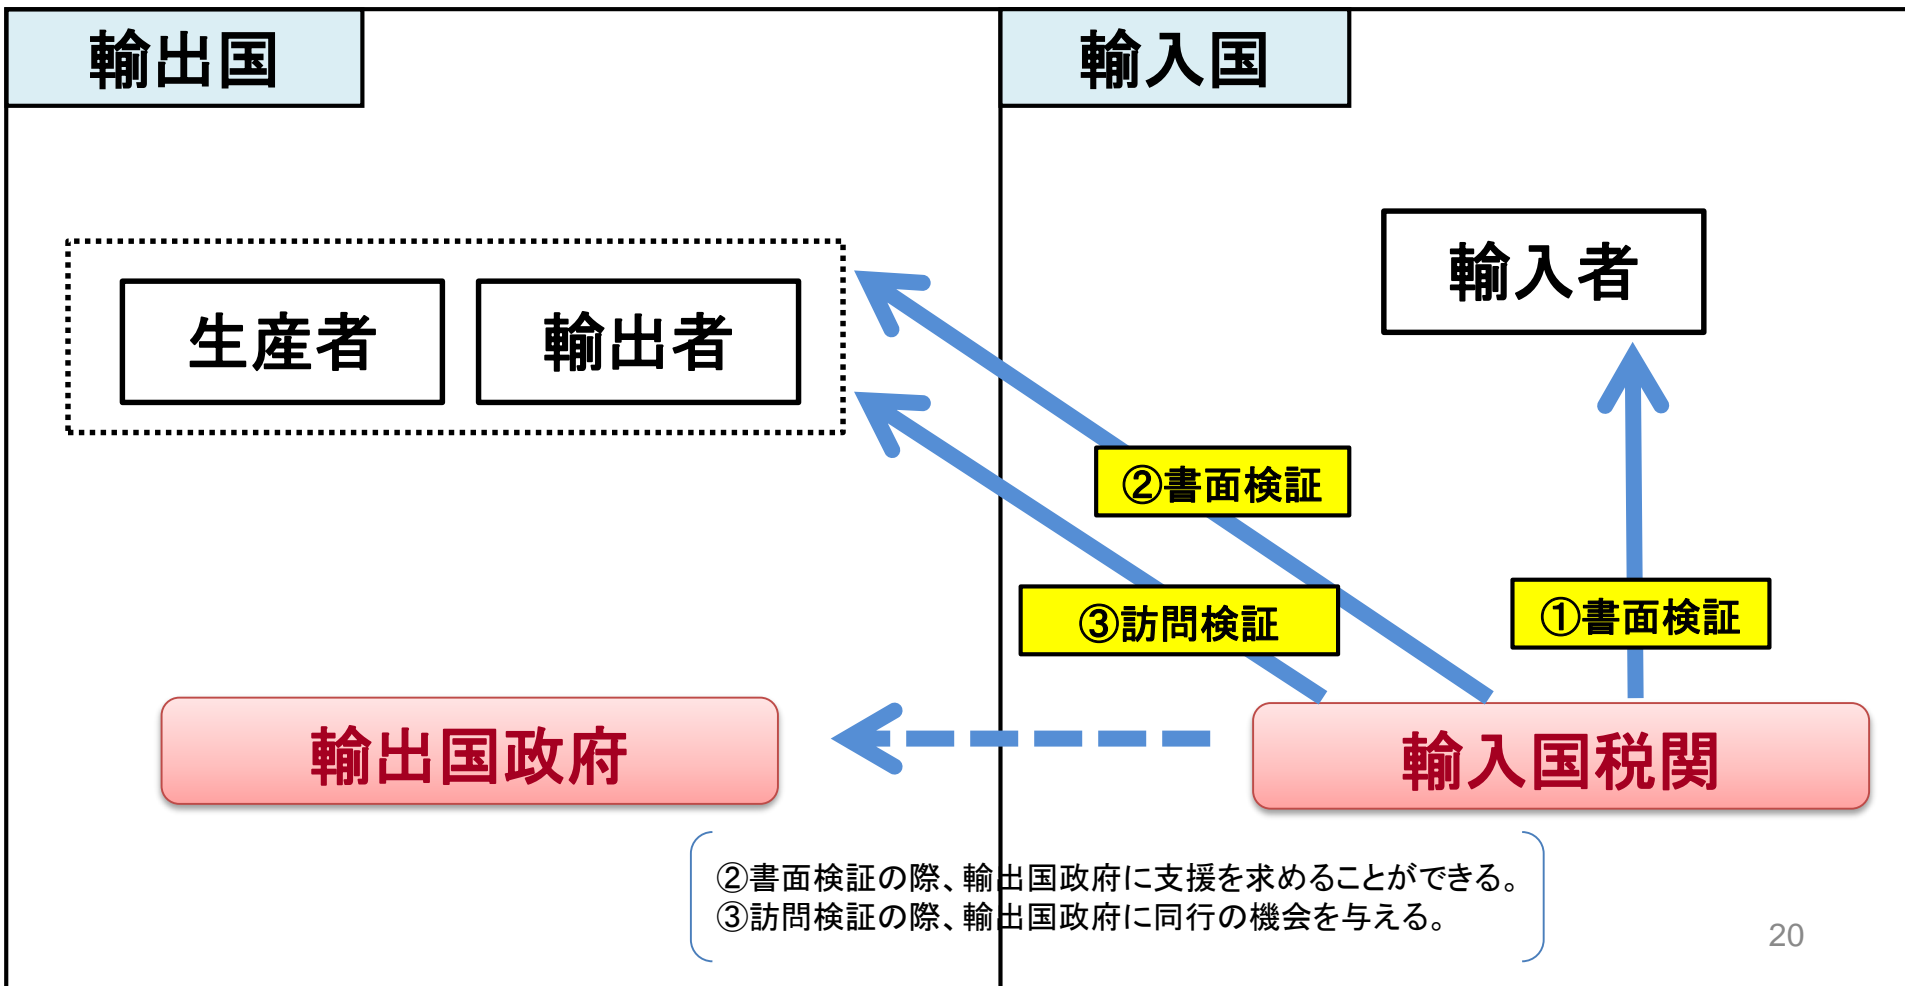 輸出国
輸入国
輸入者
生産者
輸出者
②書面検証
③訪問検証
①書面検証
輸出国政府
輸入国税関
②書面検証の際、輸出国政府に支援を求めることができる。
③訪問検証の際、輸出国政府に同行の機会を与える。
20